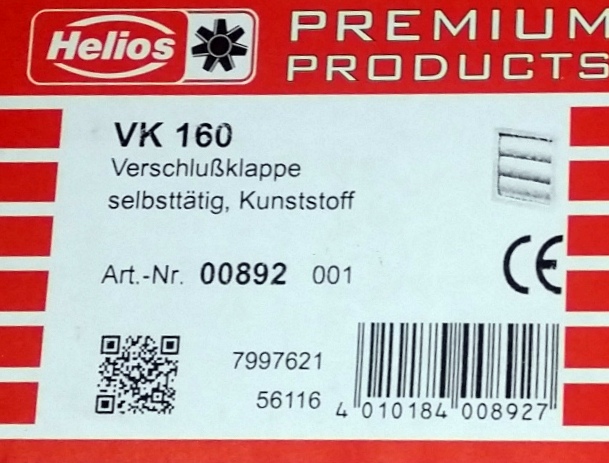 Helios
PREMIUM
PRODUCTS
VK 160
Verschlußklappe
selbsttätig, Kunststoff
Art.-Nr. 00892 001
CE
7997621
56116
4 010184 008927